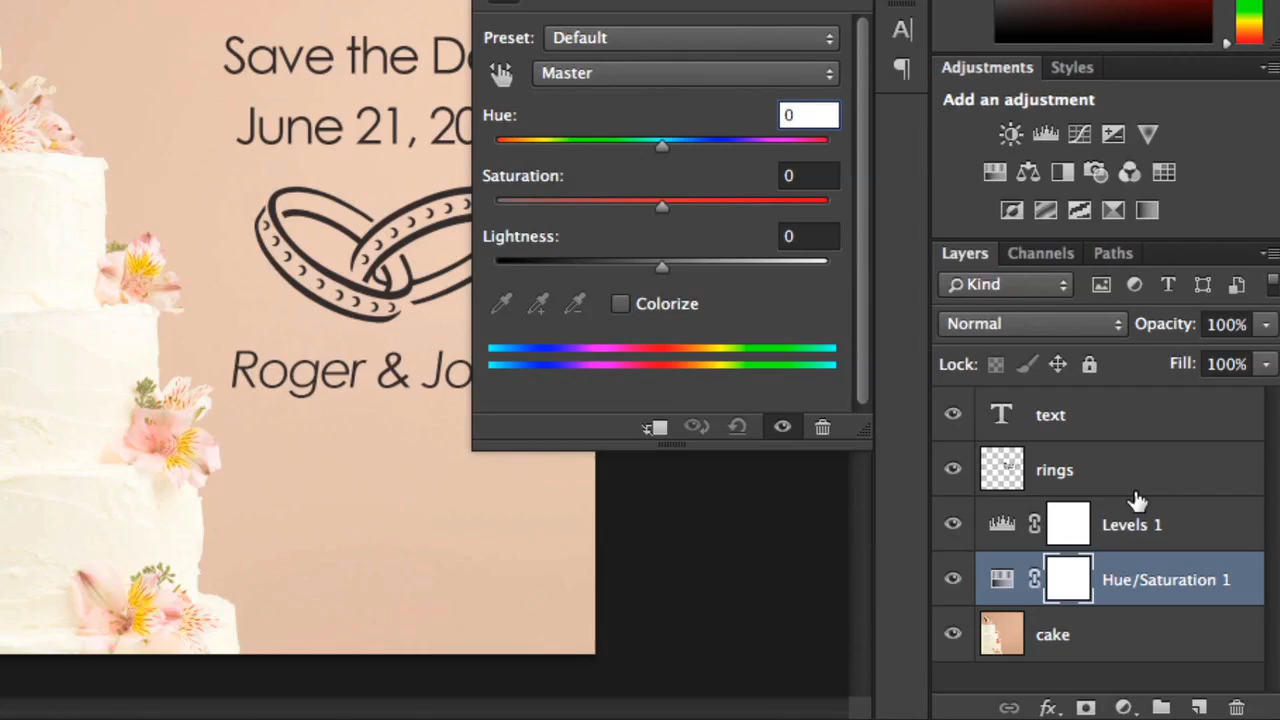 Save the D
June 21, 20
Roger & Jo
Preset: Default
Master
Hue: 0
Saturation: 0
Lightness: 0
Colorize
A
Adjustments Styles
Add an adjustment
Layers Channels Paths
Kind
T
Normal Opacity: 100%
Lock: Fill: 100%
T text
rings
Levels 1
Hue/Saturation 1
cake
fx